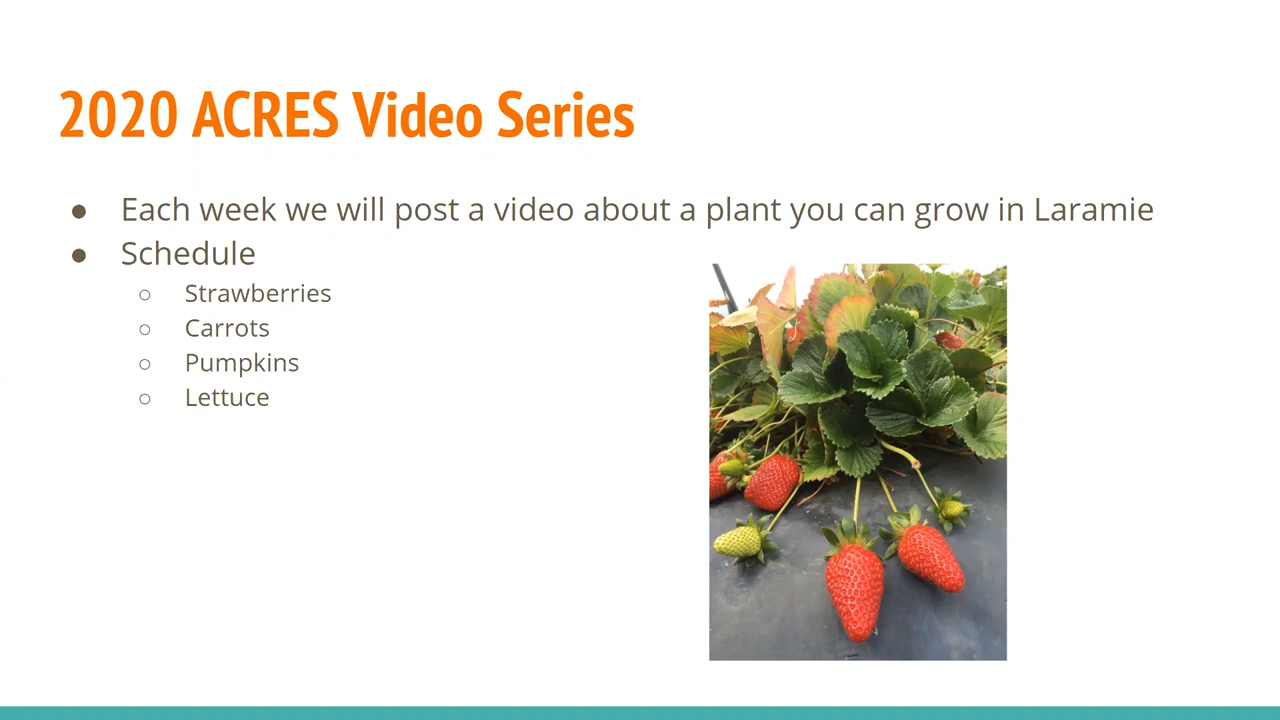 2020 ACRES Video Series
● Each week we will post a video about a plant you can grow in Laramie
● Schedule
○ Strawberries
○ Carrots
○ Pumpkins
○ Lettuce